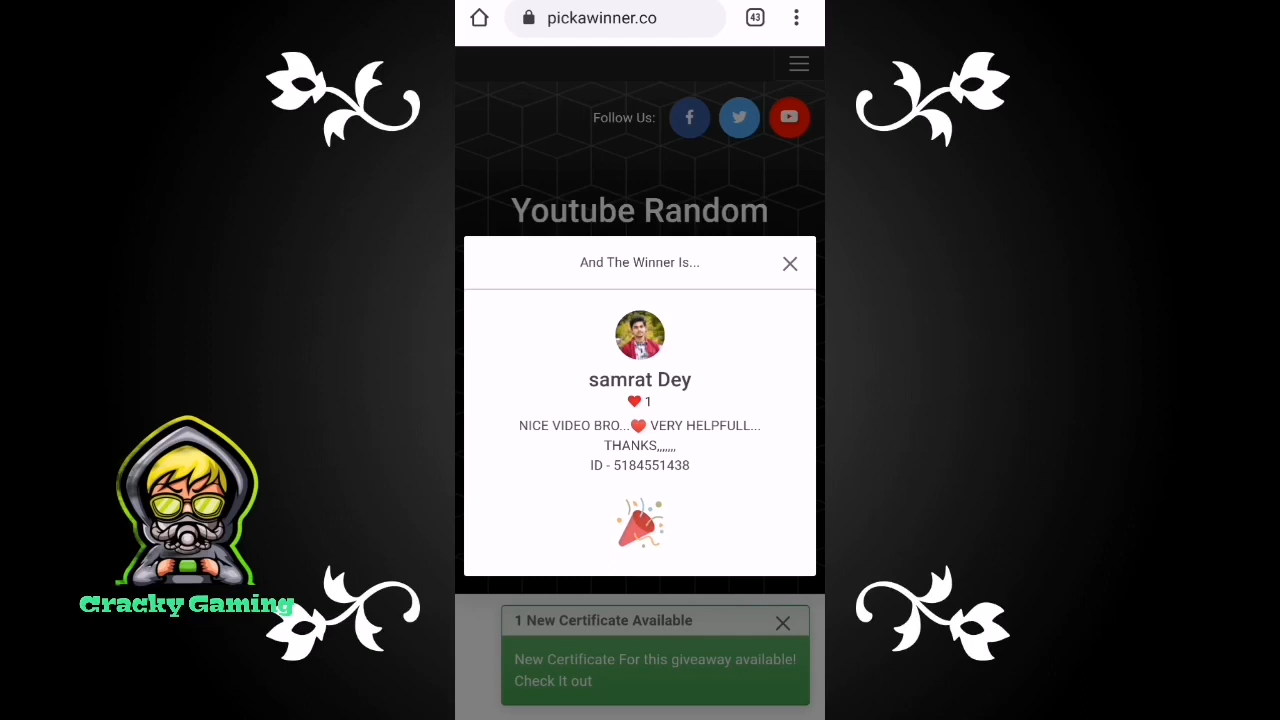 pickawinner.co
43
Follow Us:
Youtube Random
And The Winner Is...
samrat Dey
1
NICE VIDEO BRO...❤️ VERY HELPFULL...
THANKS,,,,,,,
ID - 5184551438
Cracky Gaming
1 New Certificate Available
New Certificate For this giveaway available!
Check It out